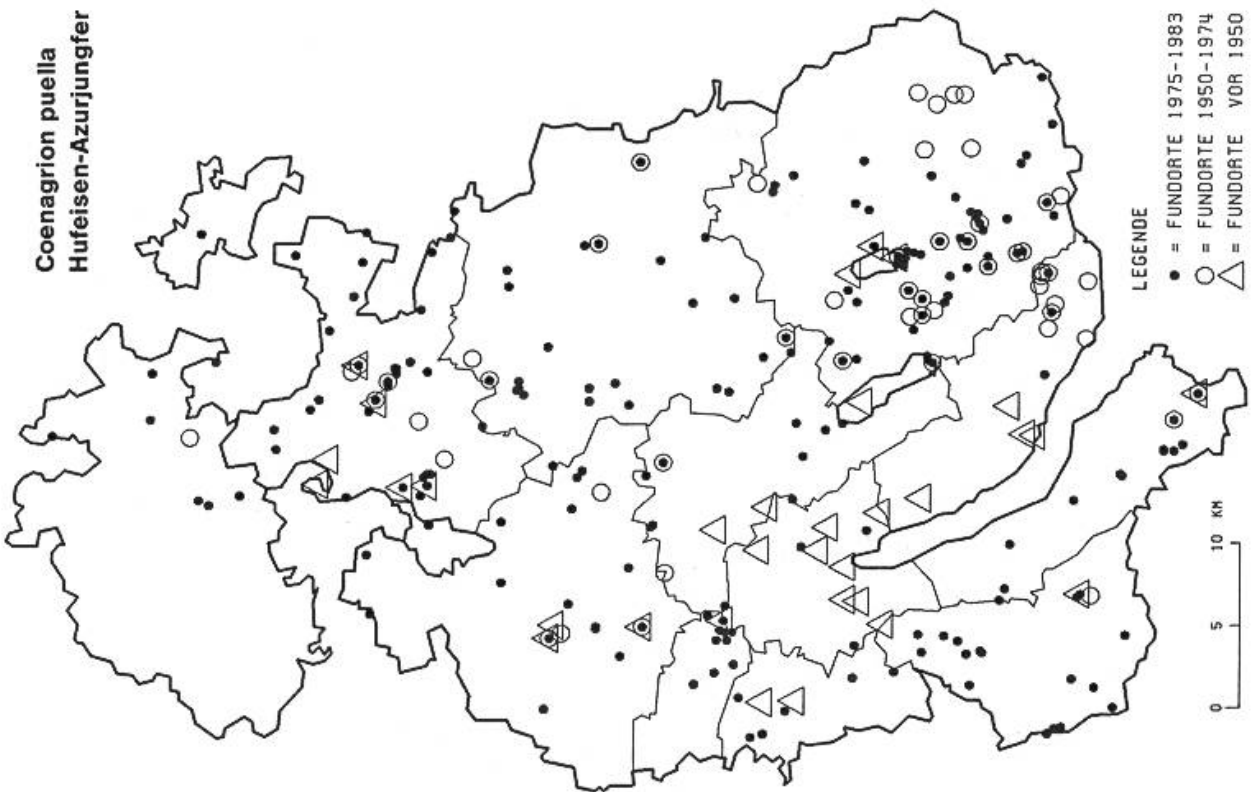 Coenagrion puella
Hufeisen-Azurjungfer
LEGENDE
● = FUNDORTE 1975-1983
○ = FUNDORTE 1950-1974
△ = FUNDORTE VOR 1950
0 5 10 KM